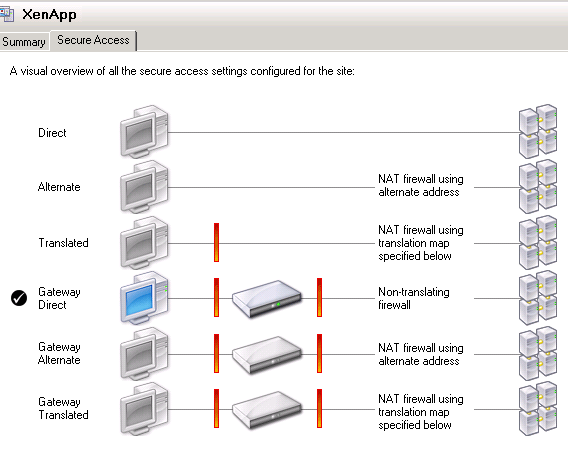 XenApp
Summary
Secure Access
A visual overview of all the secure access settings configured for the site:
Direct
Alternate
NAT firewall using
alternate address
Translated
NAT firewall using
translation map
specified below
Gateway
Direct
Non-translating
firewall
Gateway
Alternate
NAT firewall using
alternate address
Gateway
Translated
NAT firewall using
translation map
specified below